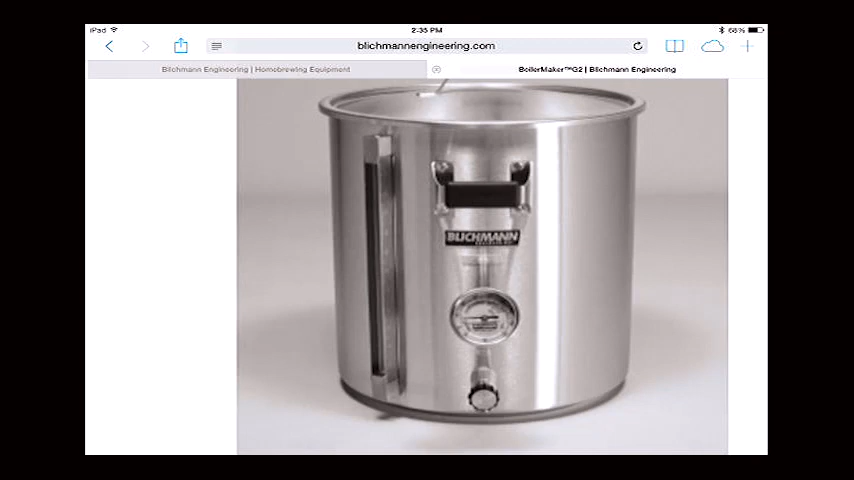 iPad 2:35 PM 68%
blichmannengineering.com
Blichmann Engineering | Homebrewing Equipment BoilerMaker™G2 | Blichmann Engineering
BLICHMANN